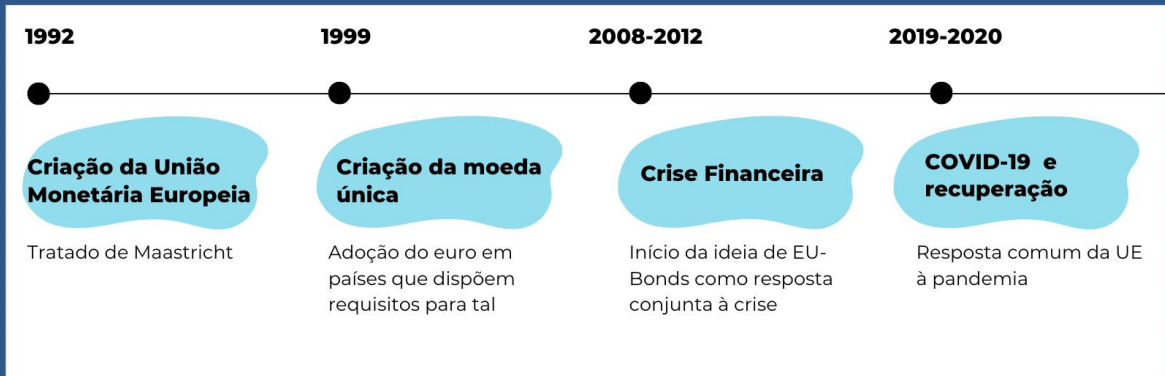 1992
1999
2008-2012
2019-2020
Criação da União
Monetária Europeia
Tratado de Maastricht
Criação da moeda
única
Adoção do euro em
países que dispõem
requisitos para tal
Crise Financeira
Início da ideia de EU-
Bonds como resposta
conjunta à crise
COVID-19 e
recuperação
Resposta comum da UE
à pandemia